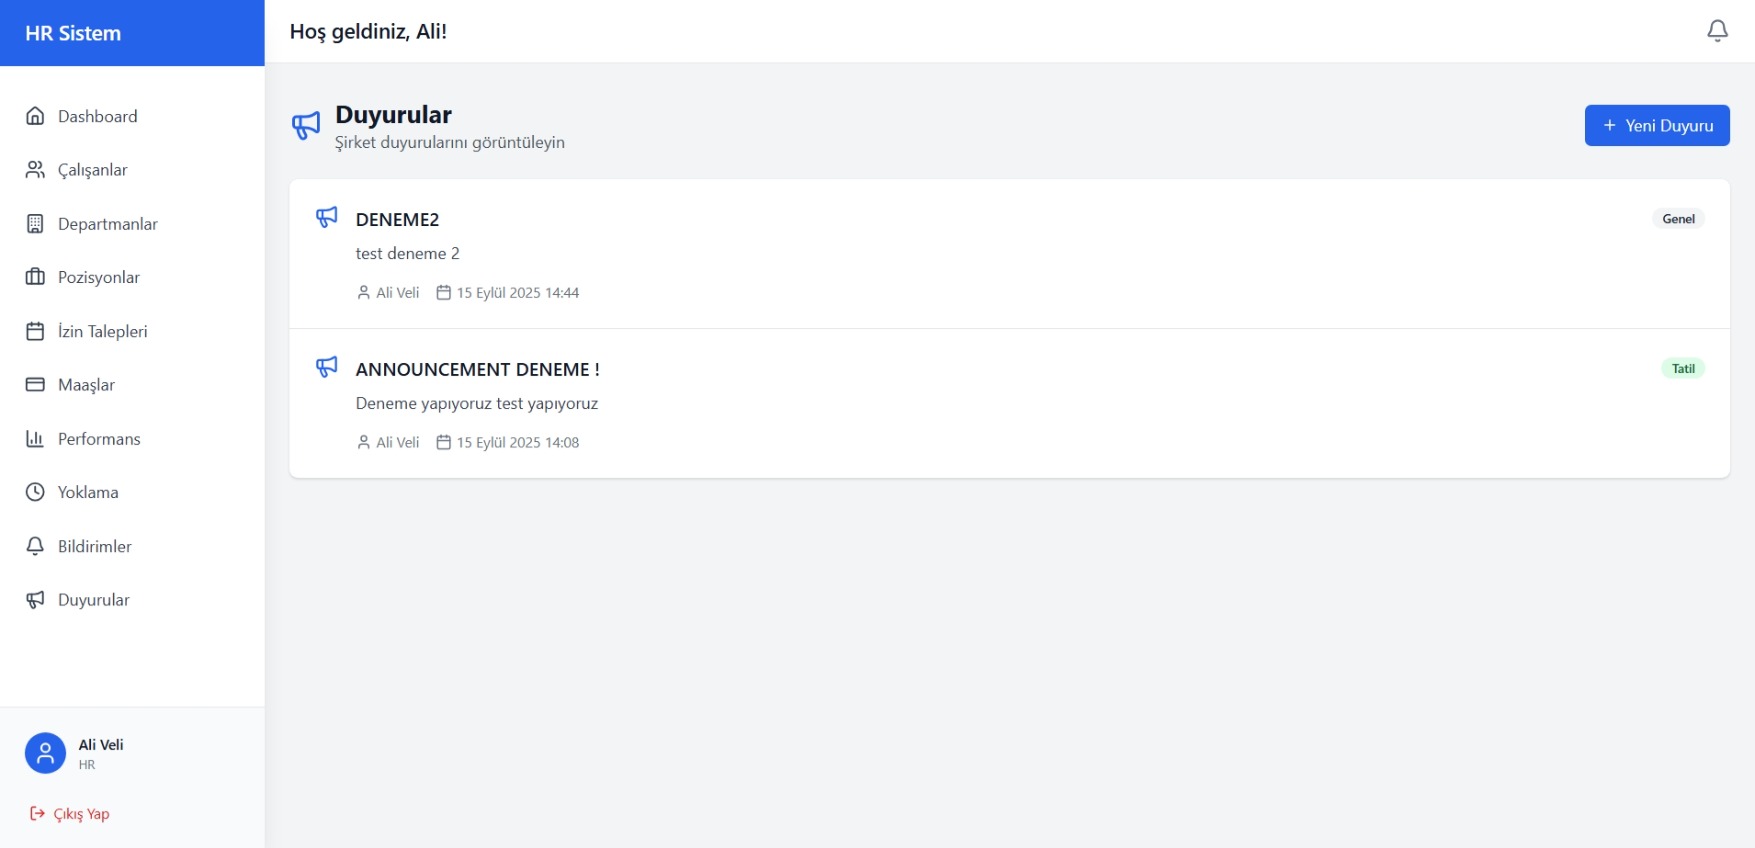 HR Sistem
Hoş geldiniz, Ali!
Dashboard
Çalışanlar
Departmanlar
Pozisyonlar
İzin Talepleri
Maaşlar
Performans
Yoklama
Bildirimler
Duyurular
Ali Veli
HR
Çıkış Yap
Duyurular
Şirket duyurularını görüntüleyin
+ Yeni Duyuru
DENEME2
Genel
test deneme 2
Ali Veli 15 Eylül 2025 14:44
ANNOUNCEMENT DENEME !
Tatil
Deneme yapıyoruz test yapıyoruz
Ali Veli 15 Eylül 2025 14:08